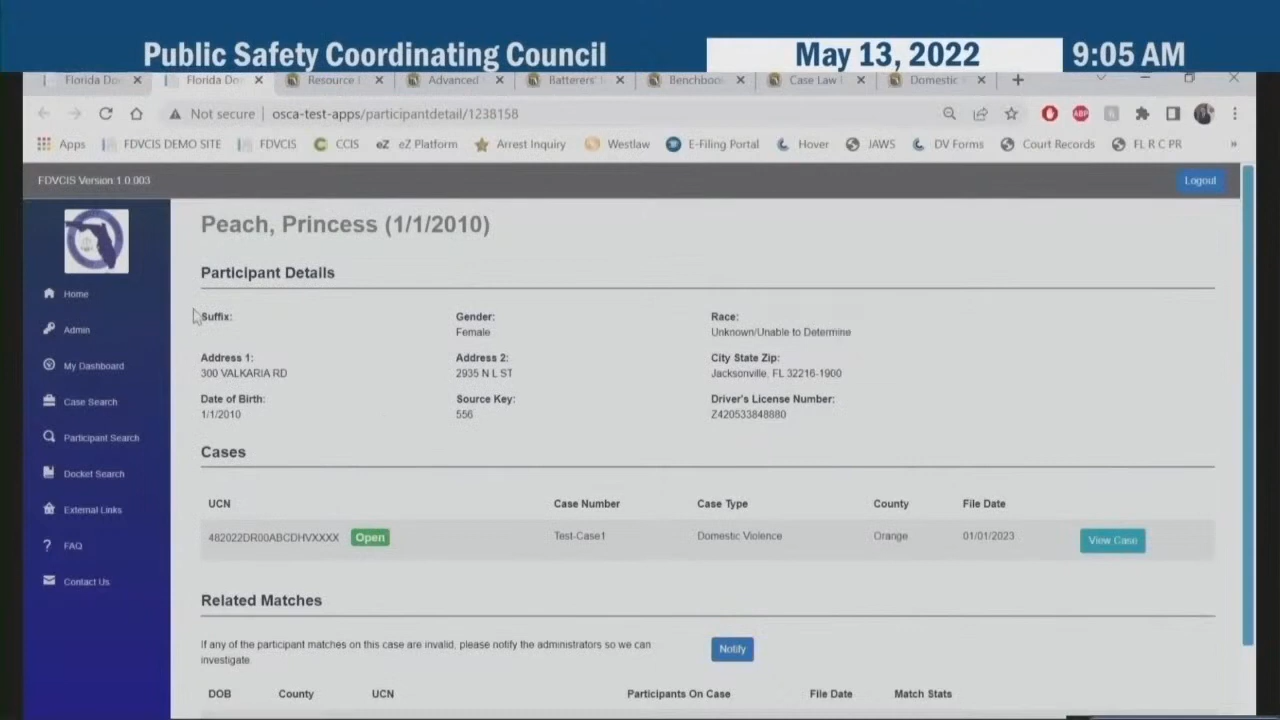 Public Safety Coordinating Council May 13, 2022 9:05 AM
Florida Do Florida Do Resource Advanced Batterers' Benchboo Case Law Domestic
Not secure osca-test-apps/participantdetail/1238158
Apps FDVCIS DEMO SITE FDVCIS CCIS eZ eZ Platform Arrest Inquiry Westlaw E-Filing Portal Hover JAWS DV Forms Court Records FL R C PR »
FDVCIS Version:1.0.003 Logout
Peach, Princess (1/1/2010)
Participant Details
Home
Admin
My Dashboard
Case Search
Participant Search
Docket Search
External Links
FAQ
Contact Us
Suffix: Gender: Race:
Female Unknown/Unable to Determine
Address 1: Address 2: City State Zip:
300 VALKARIA RD 2935 N L ST Jacksonville, FL 32216-1900
Date of Birth: Source Key: Driver's License Number:
1/1/2010 556 Z420533848880
Cases
UCN Case Number Case Type County File Date
482022DR00ABCDHVXXXX Open Test-Case1 Domestic Violence Orange 01/01/2023 View Case
Related Matches
If any of the participant matches on this case are invalid, please notify the administrators so we can
investigate. Notify
DOB County UCN Participants On Case File Date Match Stats